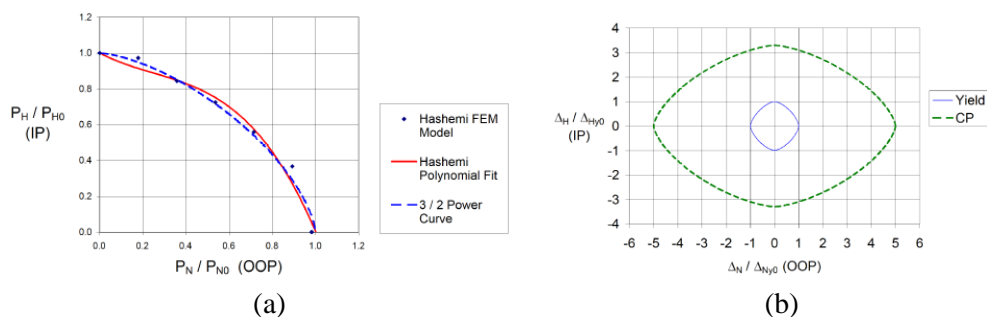 1.2
1.0
0.8
0.6
0.4
0.2
0.0
0.0 0.2 0.4 0.6 0.8 1.0 1.2
P_H / P_H0
(IP)
P_N / P_N0 (OOP)
Hashemi FEM
Model
Hashemi
Polynomial Fit
3 / 2 Power
Curve
(a)
4
3
2
1
0
-1
-2
-3
-4
-6 -5 -4 -3 -2 -1 0 1 2 3 4 5 6
Δ_H / Δ_Hy0
(IP)
Δ_N / Δ_Ny0 (OOP)
Yield
CP
(b)